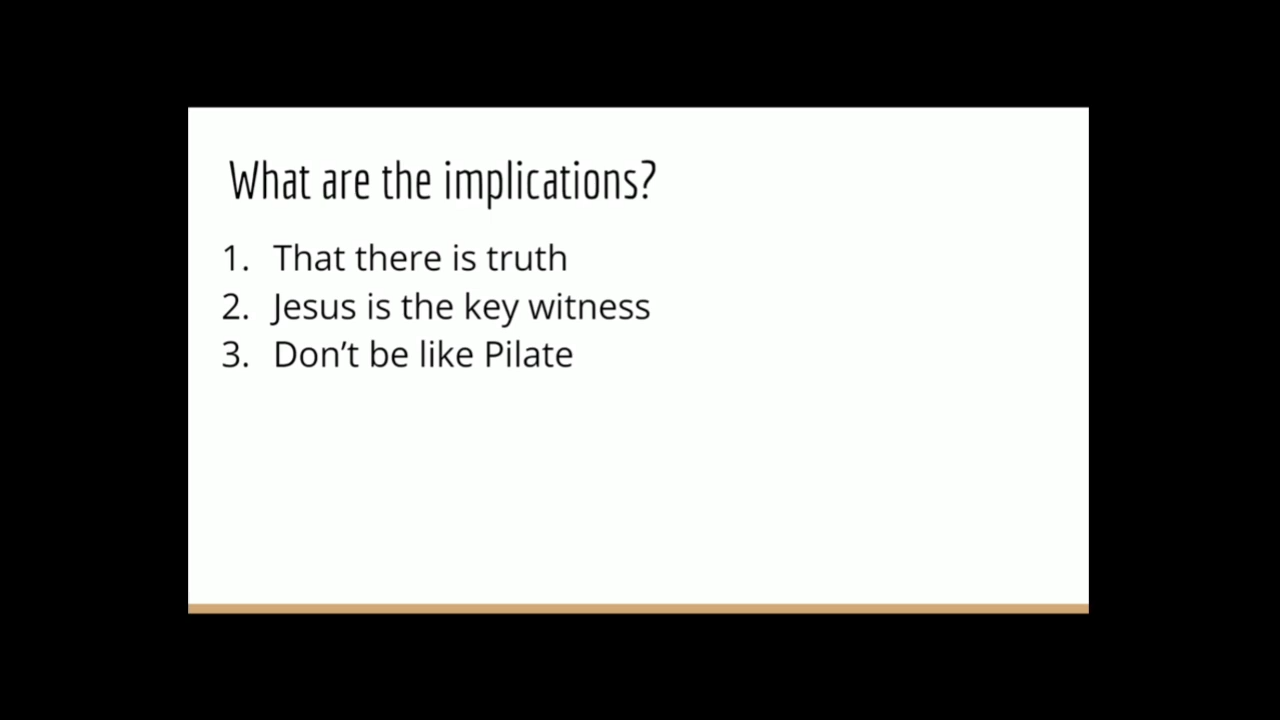 What are the implications?
1. That there is truth
2. Jesus is the key witness
3. Don’t be like Pilate